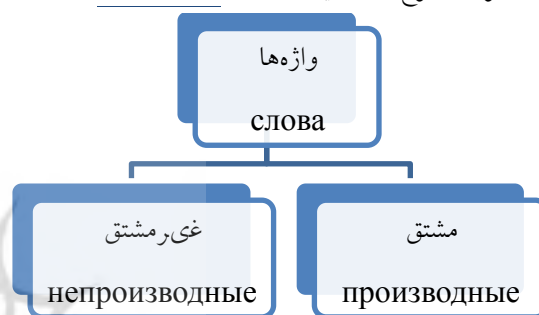 واژه‌ها
слова
غیرمشتق
непроизводные
مشتق
производные